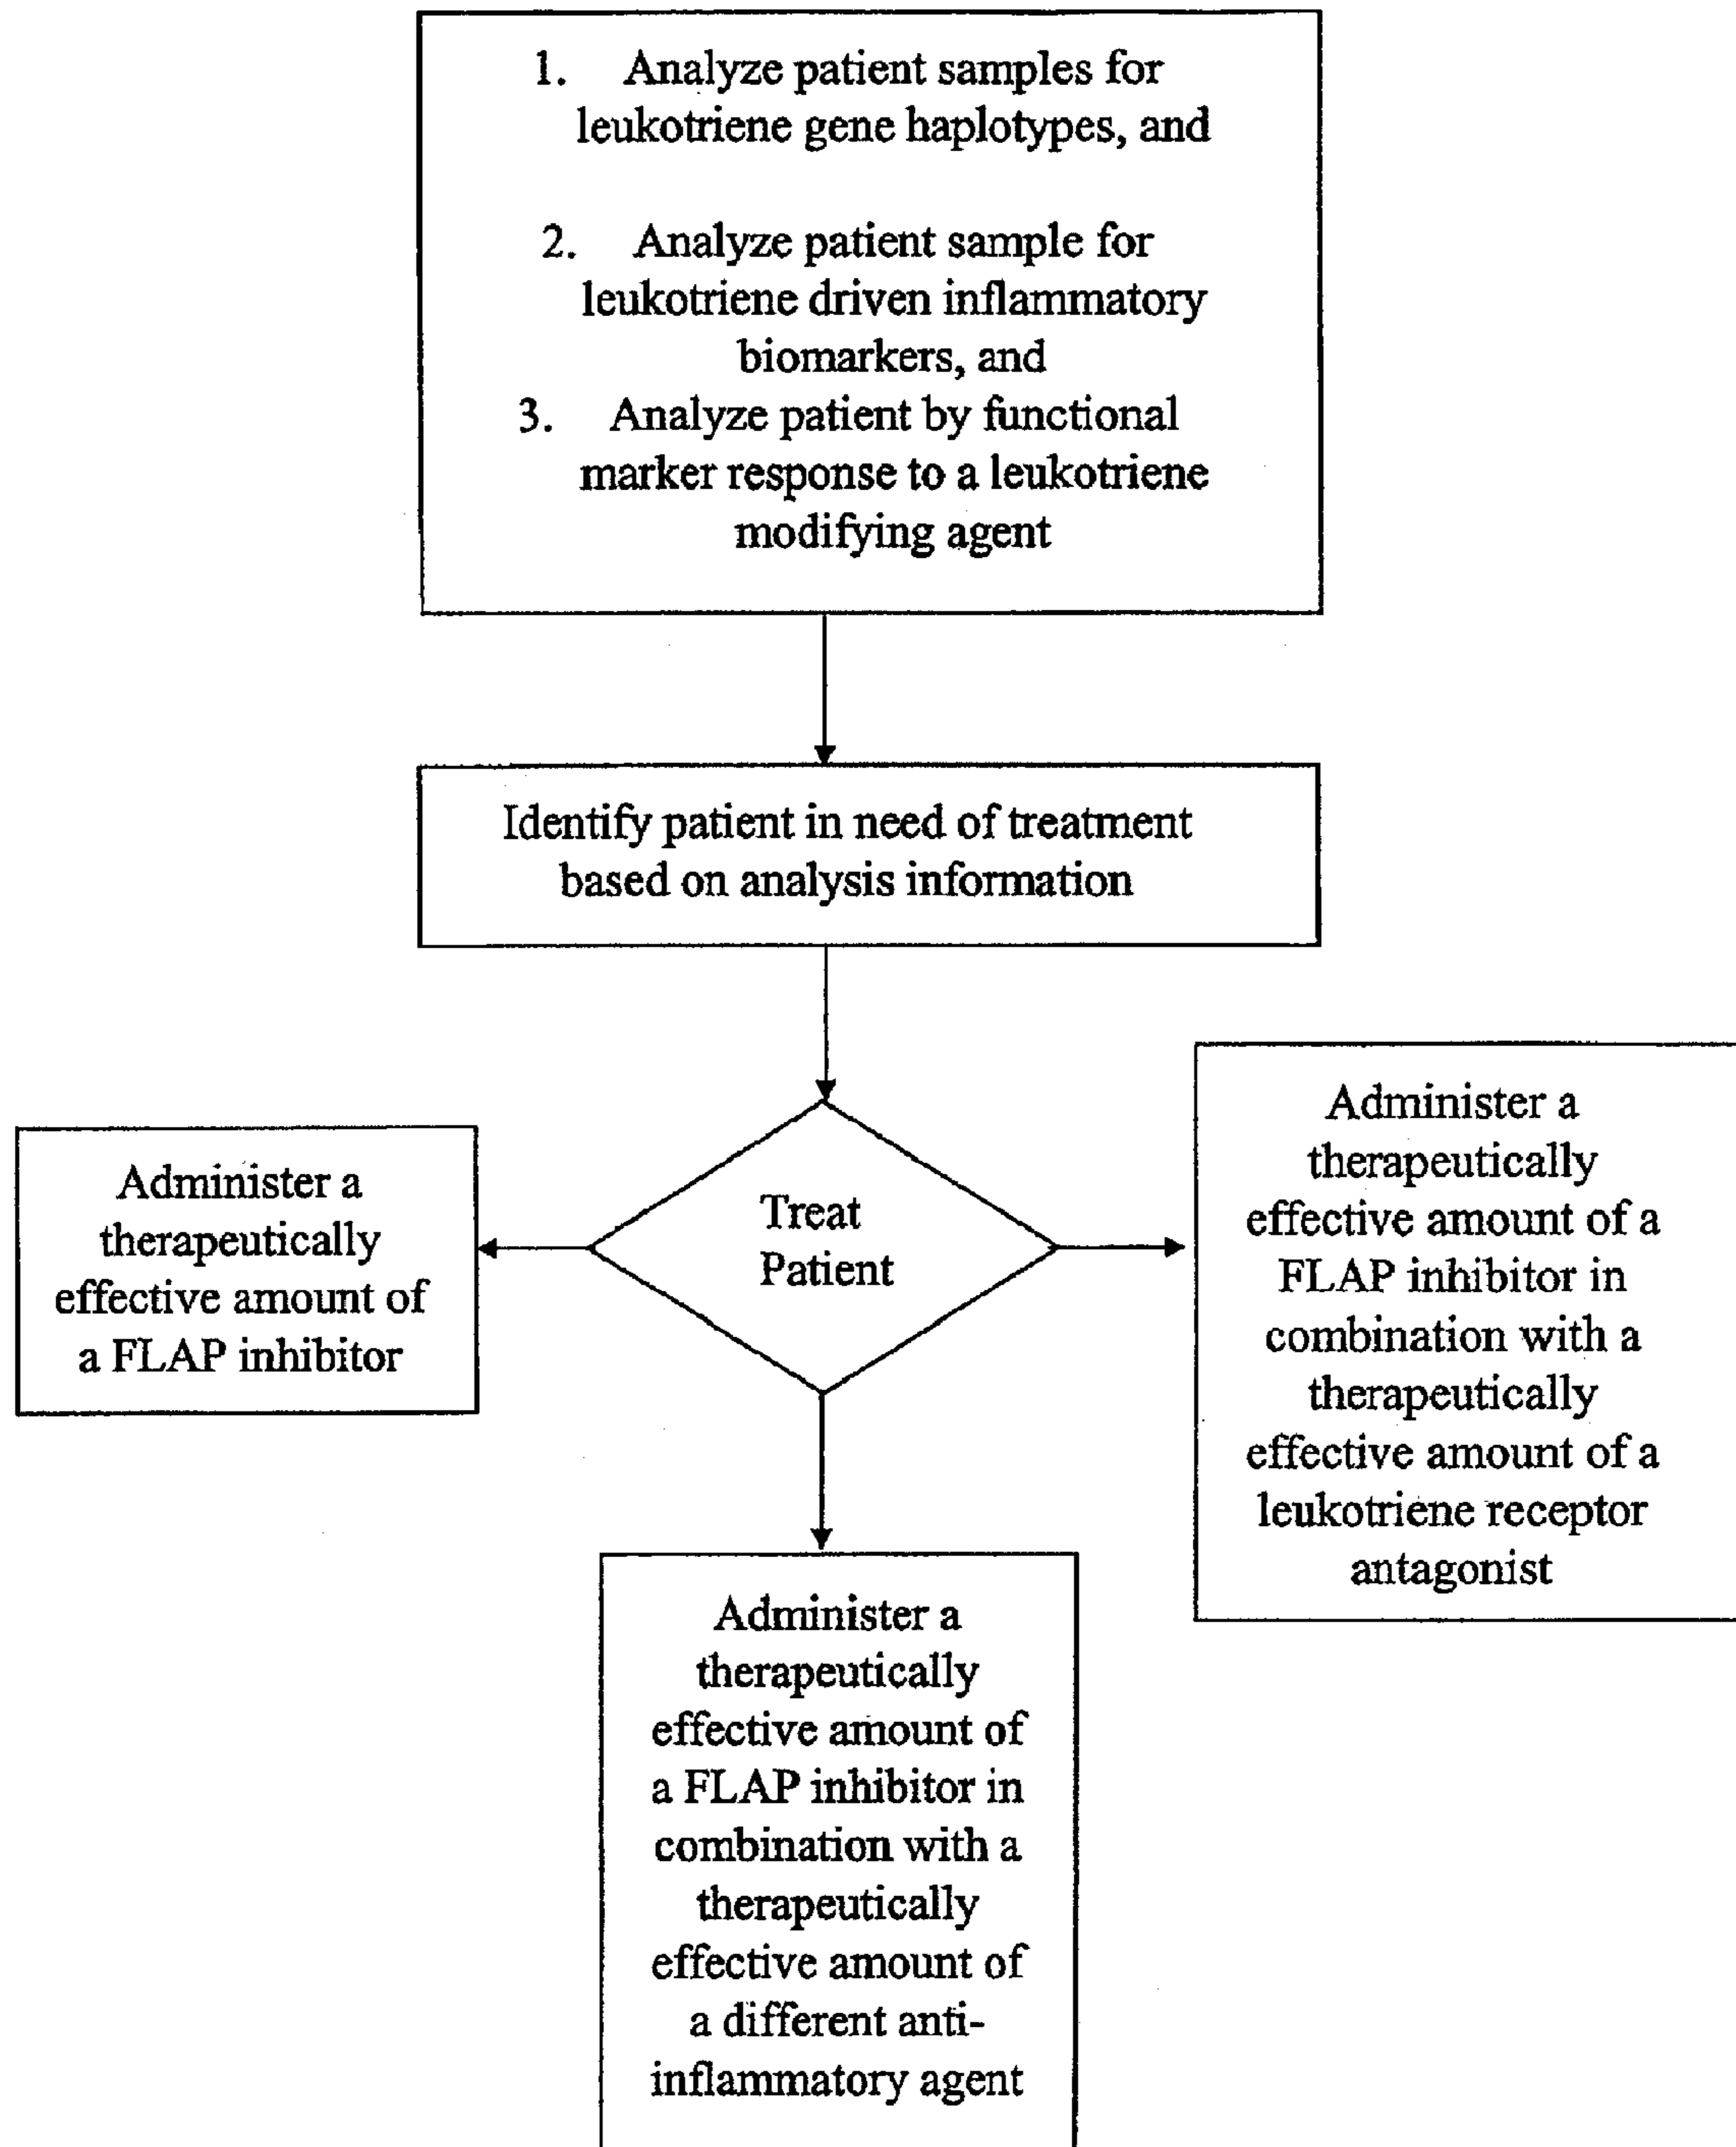 1. Analyze patient samples for
leukotriene gene haplotypes, and
2. Analyze patient sample for
leukotriene driven inflammatory
biomarkers, and
3. Analyze patient by functional
marker response to a leukotriene
modifying agent
Identify patient in need of treatment
based on analysis information
Treat
Patient
Administer a
therapeutically
effective amount of
a FLAP inhibitor
Administer a
therapeutically
effective amount of
a FLAP inhibitor in
combination with a
therapeutically
effective amount of
a different anti-
inflammatory agent
Administer a
therapeutically
effective amount of a
FLAP inhibitor in
combination with a
therapeutically
effective amount of a
leukotriene receptor
antagonist